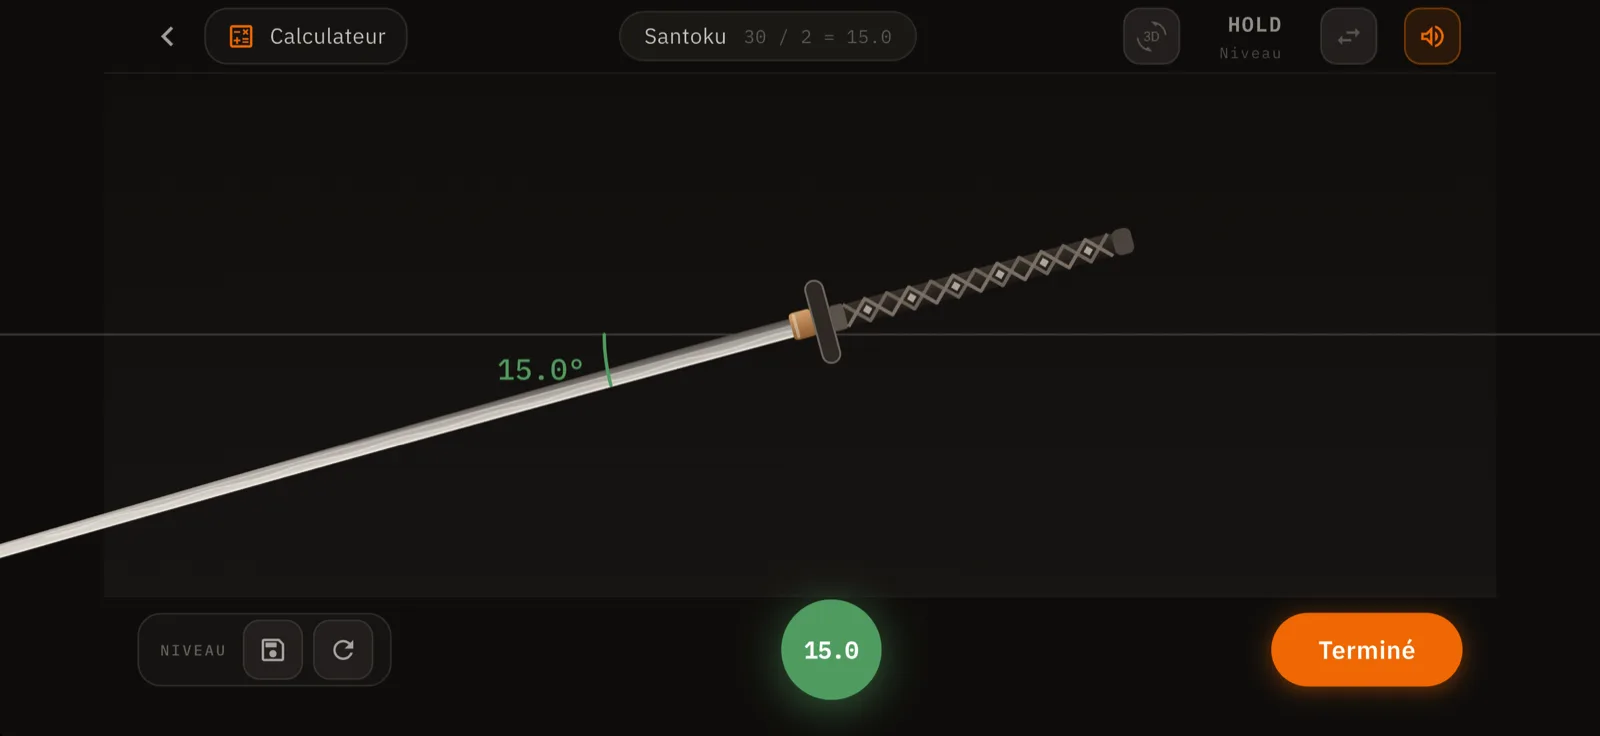 Calculateur
Santoku 30 / 2 = 15.0
3D
HOLD
Niveau
15.0°
NIVEAU
15.0
Terminé